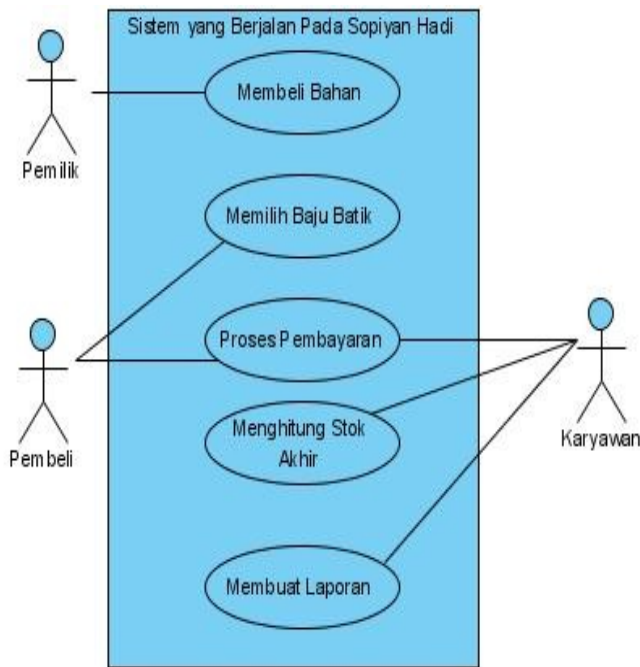 Sistem yang Berjalan Pada Sopiyan Hadi
Membeli Bahan
Pemilik
Memilih Baju Batik
Proses Pembayaran
Pembeli
Menghitung Stok
Akhir
Karyawan
Membuat Laporan